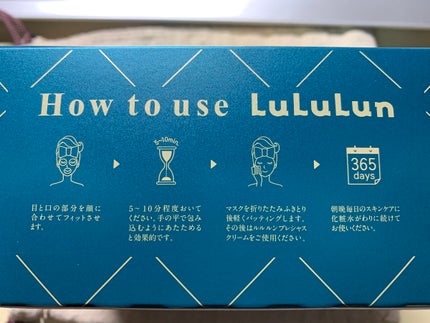 How to use LuLuLun
5~10min.
365
days
目と口の部分を顔に
合わせてフィットさせ
ます。
5～10分程度おいて
ください。手の平で包み
込むようにあたためる
と効果的です。
マスクを折りたたみふきとり
後軽くパッティングします。
その後はルルルンプレシャス
クリームをご使用ください。
朝晩毎日のスキンケアに
化粧水がわりに続けて
お使いください。